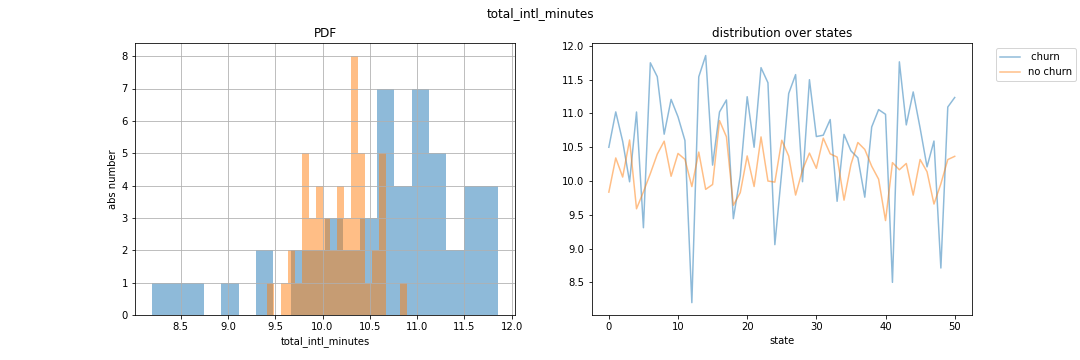 total_intl_minutes
PDF
8
7
6
5
4
3
2
1
0
abs number
8.5 9.0 9.5 10.0 10.5 11.0 11.5 12.0
total_intl_minutes
distribution over states
12.0
11.5
11.0
10.5
10.0
9.5
9.0
8.5
0 10 20 30 40 50
state
churn
no churn